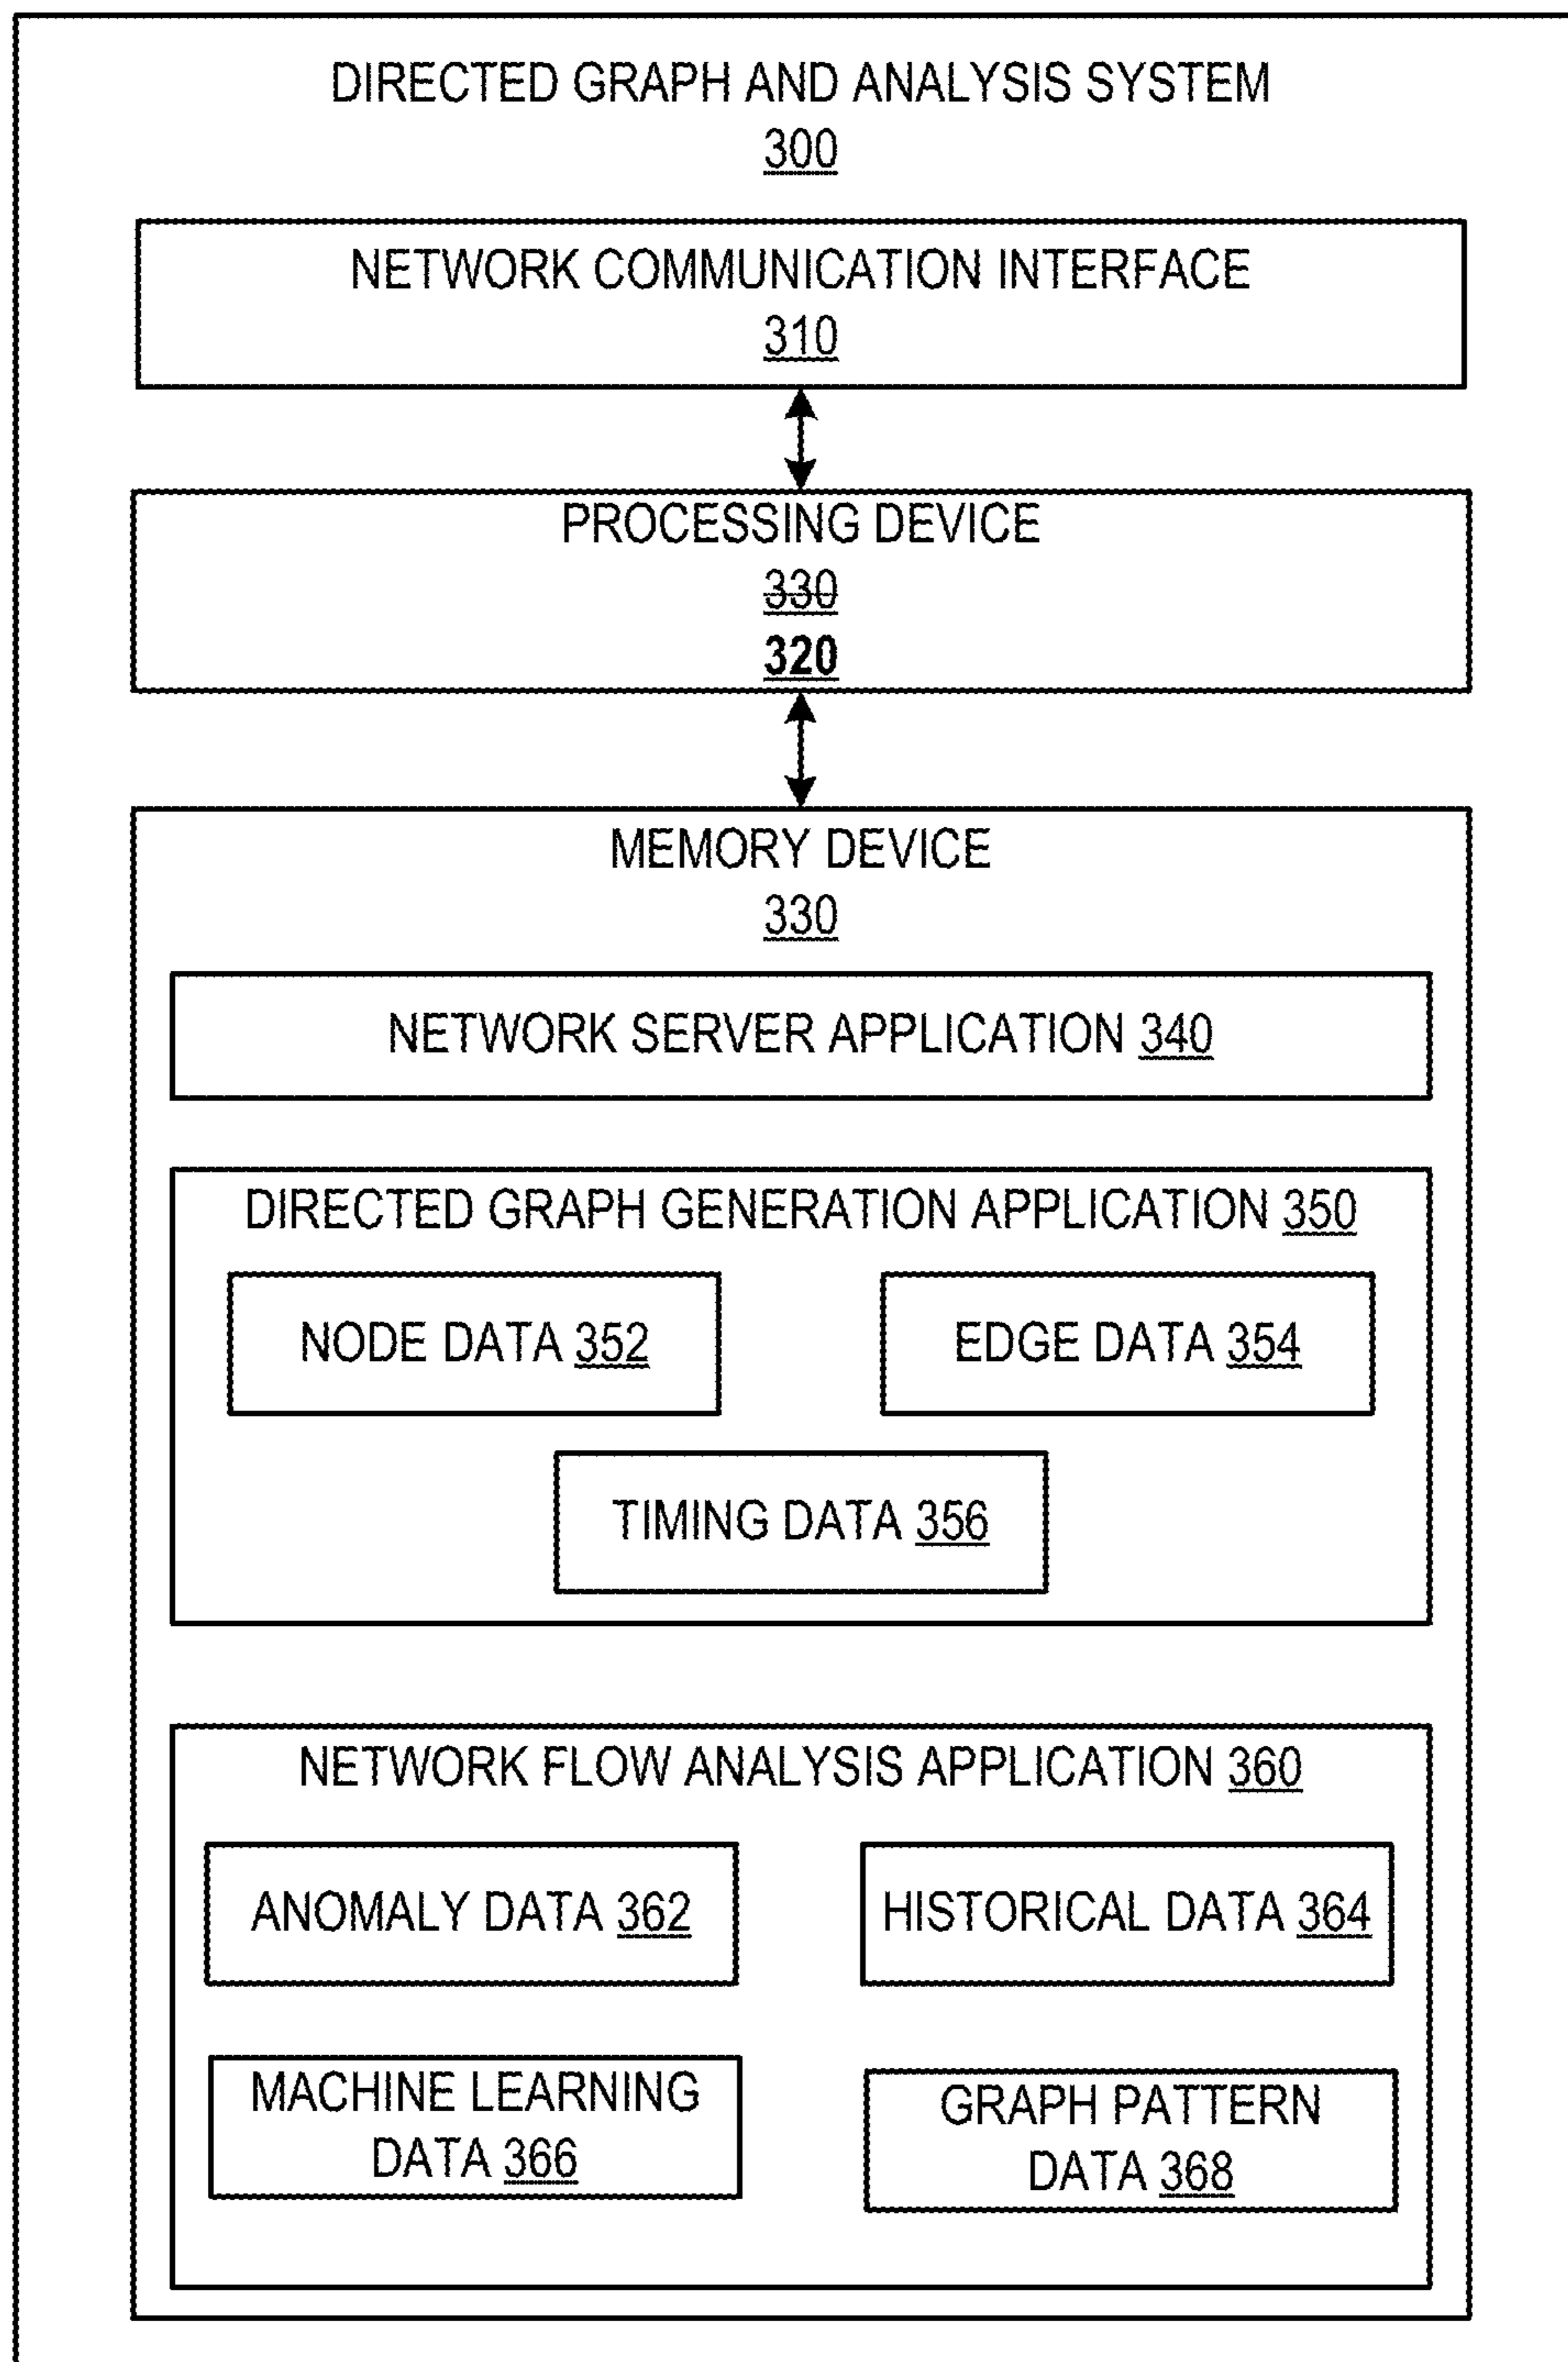 DIRECTED GRAPH AND ANALYSIS SYSTEM
300
NETWORK COMMUNICATION INTERFACE
310
PROCESSING DEVICE
330
320
MEMORY DEVICE
330
NETWORK SERVER APPLICATION 340
DIRECTED GRAPH GENERATION APPLICATION 350
NODE DATA 352
EDGE DATA 354
TIMING DATA 356
NETWORK FLOW ANALYSIS APPLICATION 360
ANOMALY DATA 362
HISTORICAL DATA 364
MACHINE LEARNING
DATA 366
GRAPH PATTERN
DATA 368